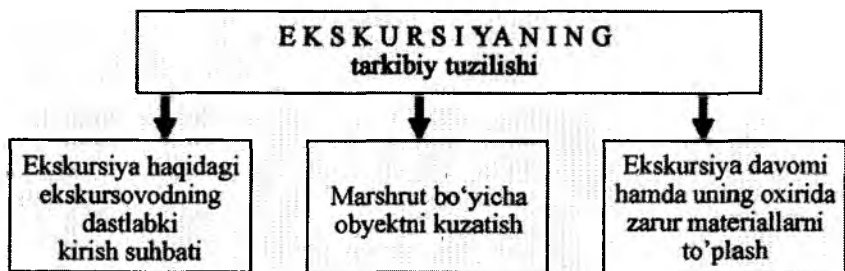 E K S K U R S I Y A N I N G
tarkibiy tuzilishi
Ekskursiya haqidagi
ekskursovodning
dastlabki
kirish suhbati
Marshrut bo‘yicha
obyektni kuzatish
Ekskursiya davomi
hamda uning oxirida
zarur materiallarni
to’plash